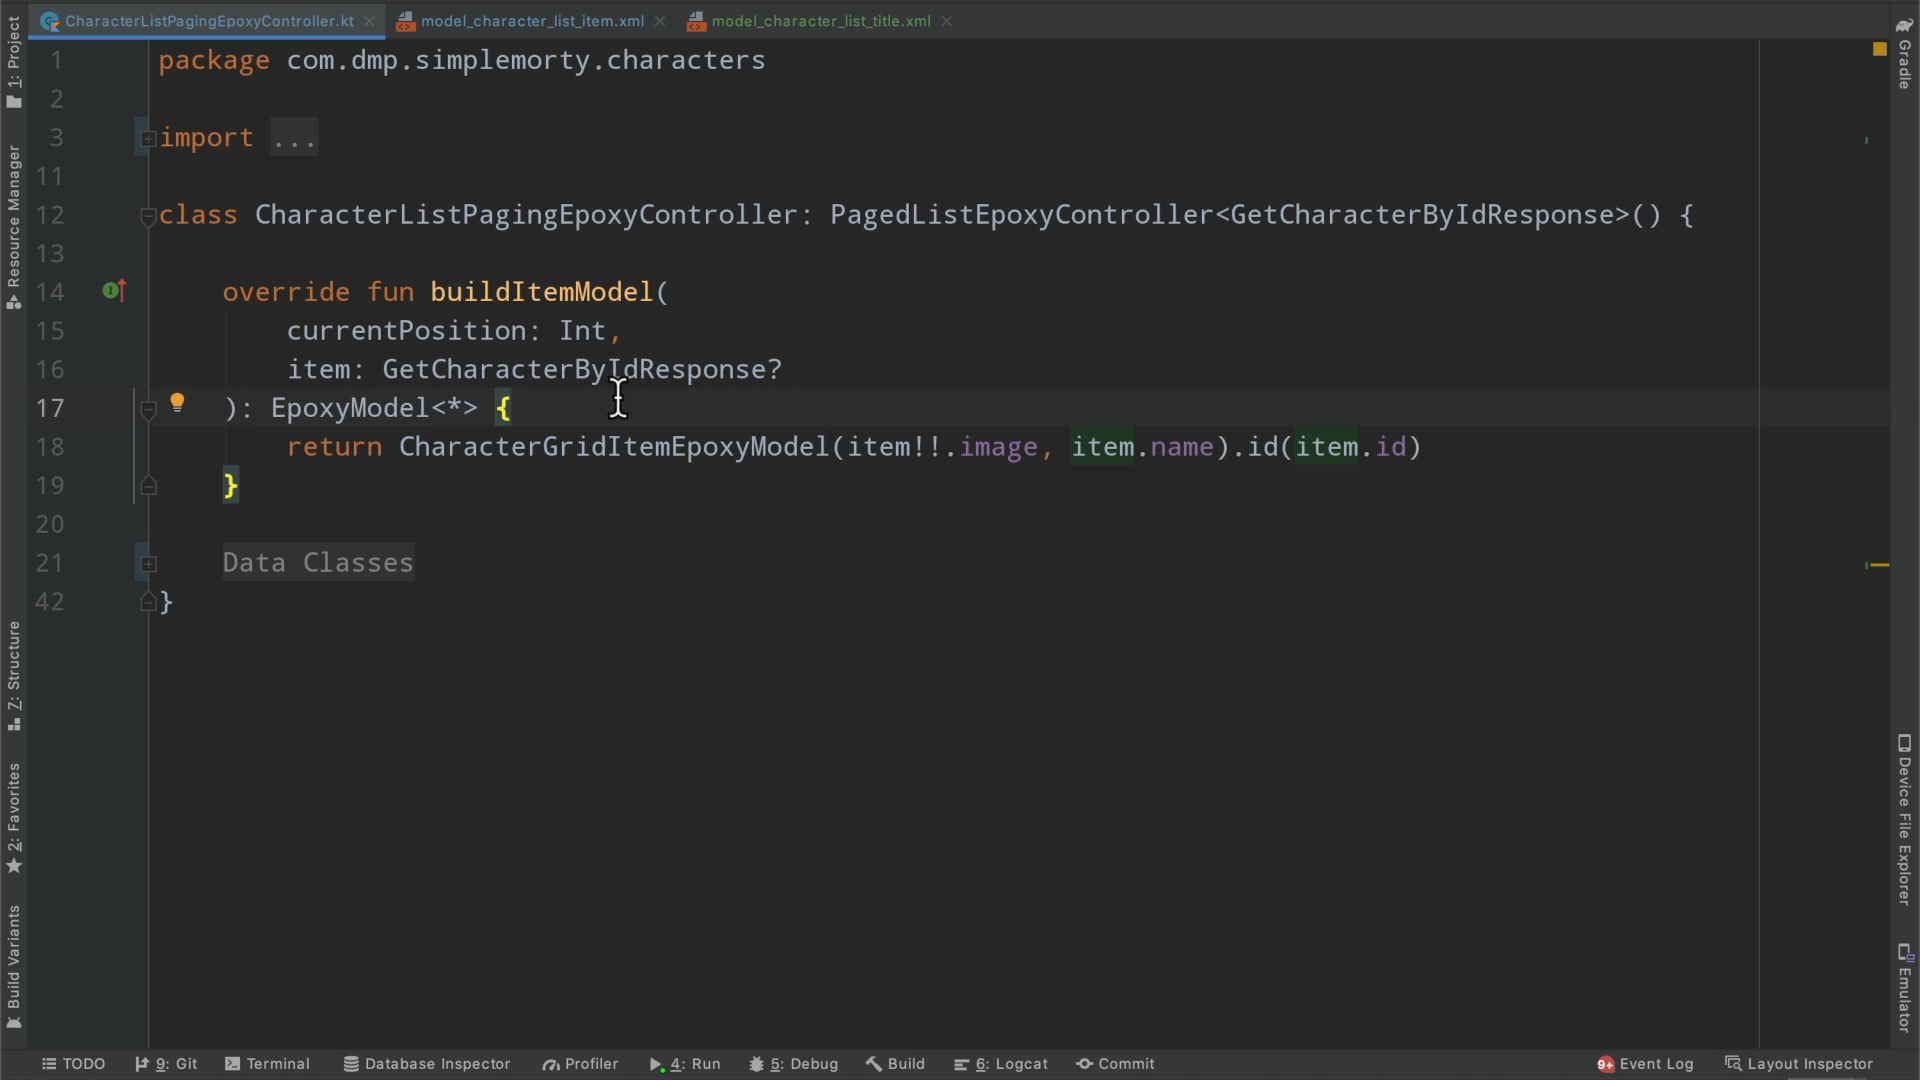 CharacterListPagingEpoxyController.kt model_character_list_item.xml model_character_list_title.xml
1 package com.dmp.simplemorty.characters
2
3 import ...
11
12 class CharacterListPagingEpoxyController: PagedListEpoxyController<GetCharacterByIdResponse>() {
13
14 override fun buildItemModel(
15 currentPosition: Int,
16 item: GetCharacterByIdResponse?
17 ): EpoxyModel<*> {
18 return CharacterGridItemEpoxyModel(item!!.image, item.name).id(item.id)
19 }
20
21 Data Classes
42 }
1: Project
Resource Manager
7: Structure
2: Favorites
Build Variants
Gradle
Device File Explorer
Emulator
TODO 9: Git Terminal Database Inspector Profiler 4: Run 5: Debug Build 6: Logcat Commit 9+ Event Log Layout Inspector